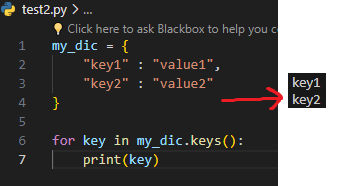 test2.py > ...
Click here to ask Blackbox to help you co
1 my_dic = {
2 "key1" : "value1",
3 "key2" : "value2"
4 }
5
6 for key in my_dic.keys():
7 print(key)
key1
key2